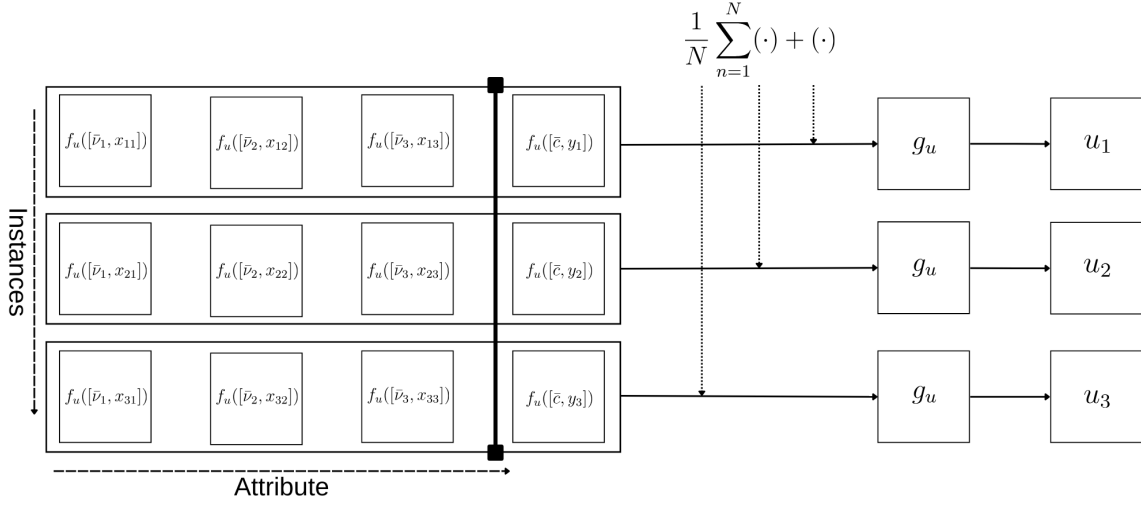 $\frac{1}{N}\sum_{n=1}^{N}(\cdot) + (\cdot)$
$f_u([\bar{\nu}_1, x_{11}])$ $f_u([\bar{\nu}_2, x_{12}])$ $f_u([\bar{\nu}_3, x_{13}])$ $f_u([\bar{c}, y_1])$ $g_u$ $u_1$
Instances
$f_u([\bar{\nu}_1, x_{21}])$ $f_u([\bar{\nu}_2, x_{22}])$ $f_u([\bar{\nu}_3, x_{23}])$ $f_u([\bar{c}, y_2])$ $g_u$ $u_2$
$f_u([\bar{\nu}_1, x_{31}])$ $f_u([\bar{\nu}_2, x_{32}])$ $f_u([\bar{\nu}_3, x_{33}])$ $f_u([\bar{c}, y_3])$ $g_u$ $u_3$
Attribute